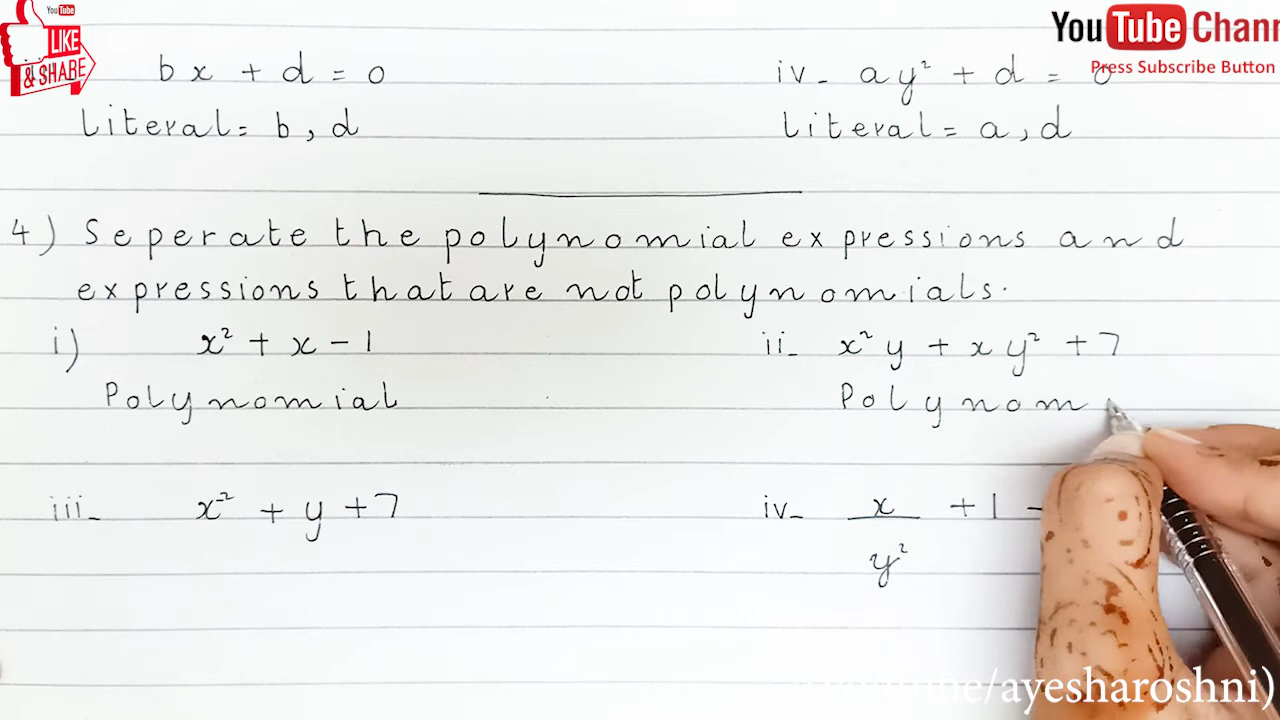 YouTube
LIKE
& SHARE
YouTube Chann
Press Subscribe Button
bx + d = 0
iv- ay² + d = 0
Literal= b, d
Literal= a, d
4) Seperate the polynomial expressions and
expressions that are not polynomials.
i) x² + x - 1
ii- x²y + xy² + 7
Polynomial
Polynom
iii- x² + y + 7
iv- x/y² + 1 -
/ayesharoshni)